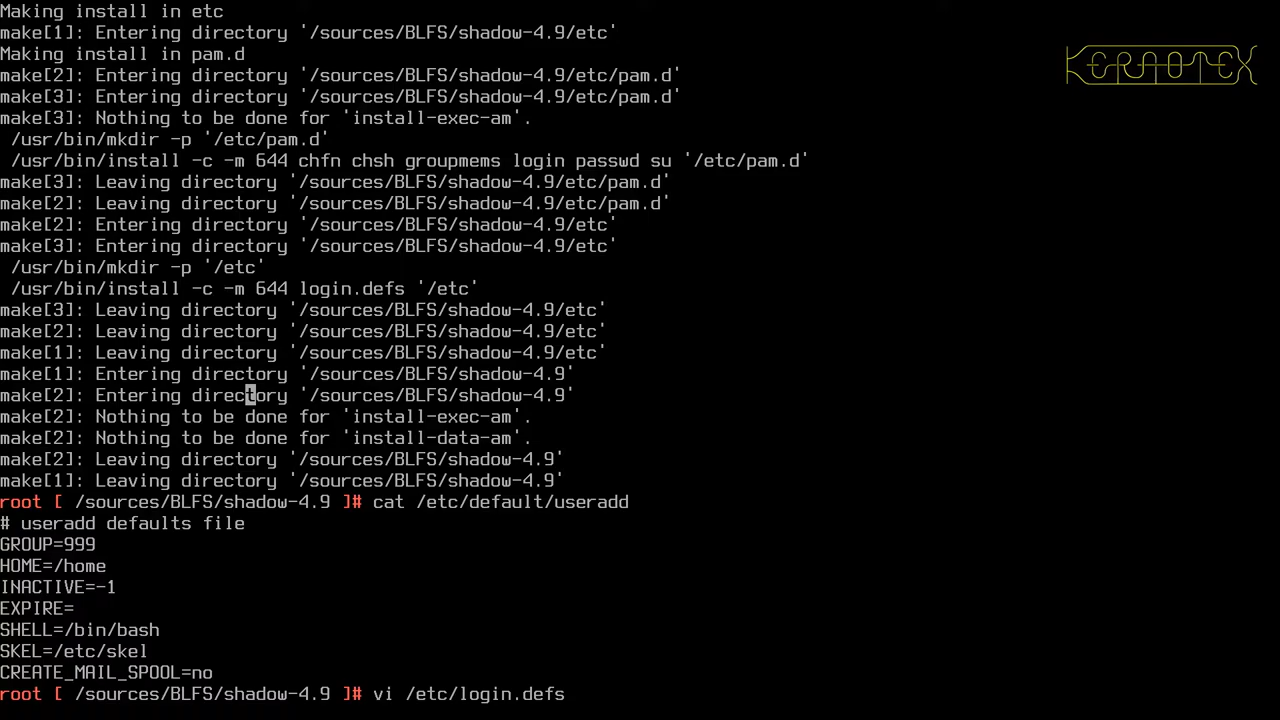 Making install in etc
make[1]: Entering directory '/sources/BLFS/shadow-4.9/etc'
Making install in pam.d
make[2]: Entering directory '/sources/BLFS/shadow-4.9/etc/pam.d'
make[3]: Entering directory '/sources/BLFS/shadow-4.9/etc/pam.d'
make[3]: Nothing to be done for 'install-exec-am'.
 /usr/bin/mkdir -p '/etc/pam.d'
 /usr/bin/install -c -m 644 chfn chsh groupmems login passwd su '/etc/pam.d'
make[3]: Leaving directory '/sources/BLFS/shadow-4.9/etc/pam.d'
make[2]: Leaving directory '/sources/BLFS/shadow-4.9/etc/pam.d'
make[2]: Entering directory '/sources/BLFS/shadow-4.9/etc'
make[3]: Entering directory '/sources/BLFS/shadow-4.9/etc'
 /usr/bin/mkdir -p '/etc'
 /usr/bin/install -c -m 644 login.defs '/etc'
make[3]: Leaving directory '/sources/BLFS/shadow-4.9/etc'
make[2]: Leaving directory '/sources/BLFS/shadow-4.9/etc'
make[1]: Leaving directory '/sources/BLFS/shadow-4.9/etc'
make[1]: Entering directory '/sources/BLFS/shadow-4.9'
make[2]: Entering directory '/sources/BLFS/shadow-4.9'
make[2]: Nothing to be done for 'install-exec-am'.
make[2]: Nothing to be done for 'install-data-am'.
make[2]: Leaving directory '/sources/BLFS/shadow-4.9'
make[1]: Leaving directory '/sources/BLFS/shadow-4.9'
root [ /sources/BLFS/shadow-4.9 ]# cat /etc/default/useradd
# useradd defaults file
GROUP=999
HOME=/home
INACTIVE=-1
EXPIRE=
SHELL=/bin/bash
SKEL=/etc/skel
CREATE_MAIL_SPOOL=no
root [ /sources/BLFS/shadow-4.9 ]# vi /etc/login.defs